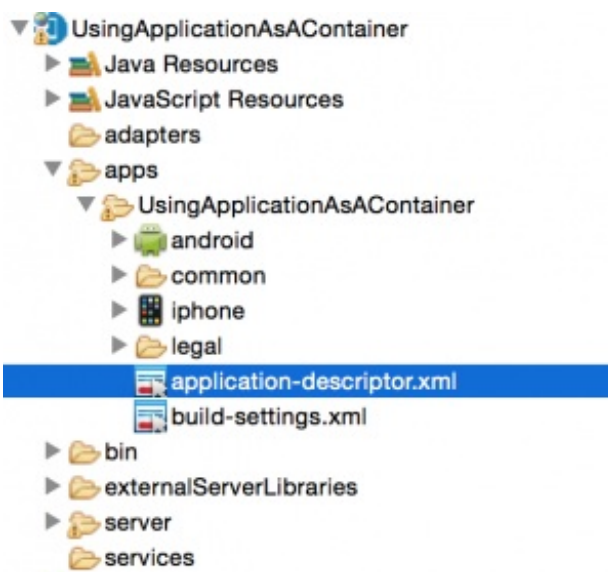 UsingApplicationAsAContainer
Java Resources
JavaScript Resources
adapters
apps
UsingApplicationAsAContainer
android
common
iphone
legal
application-descriptor.xml
build-settings.xml
bin
externalServerLibraries
server
services